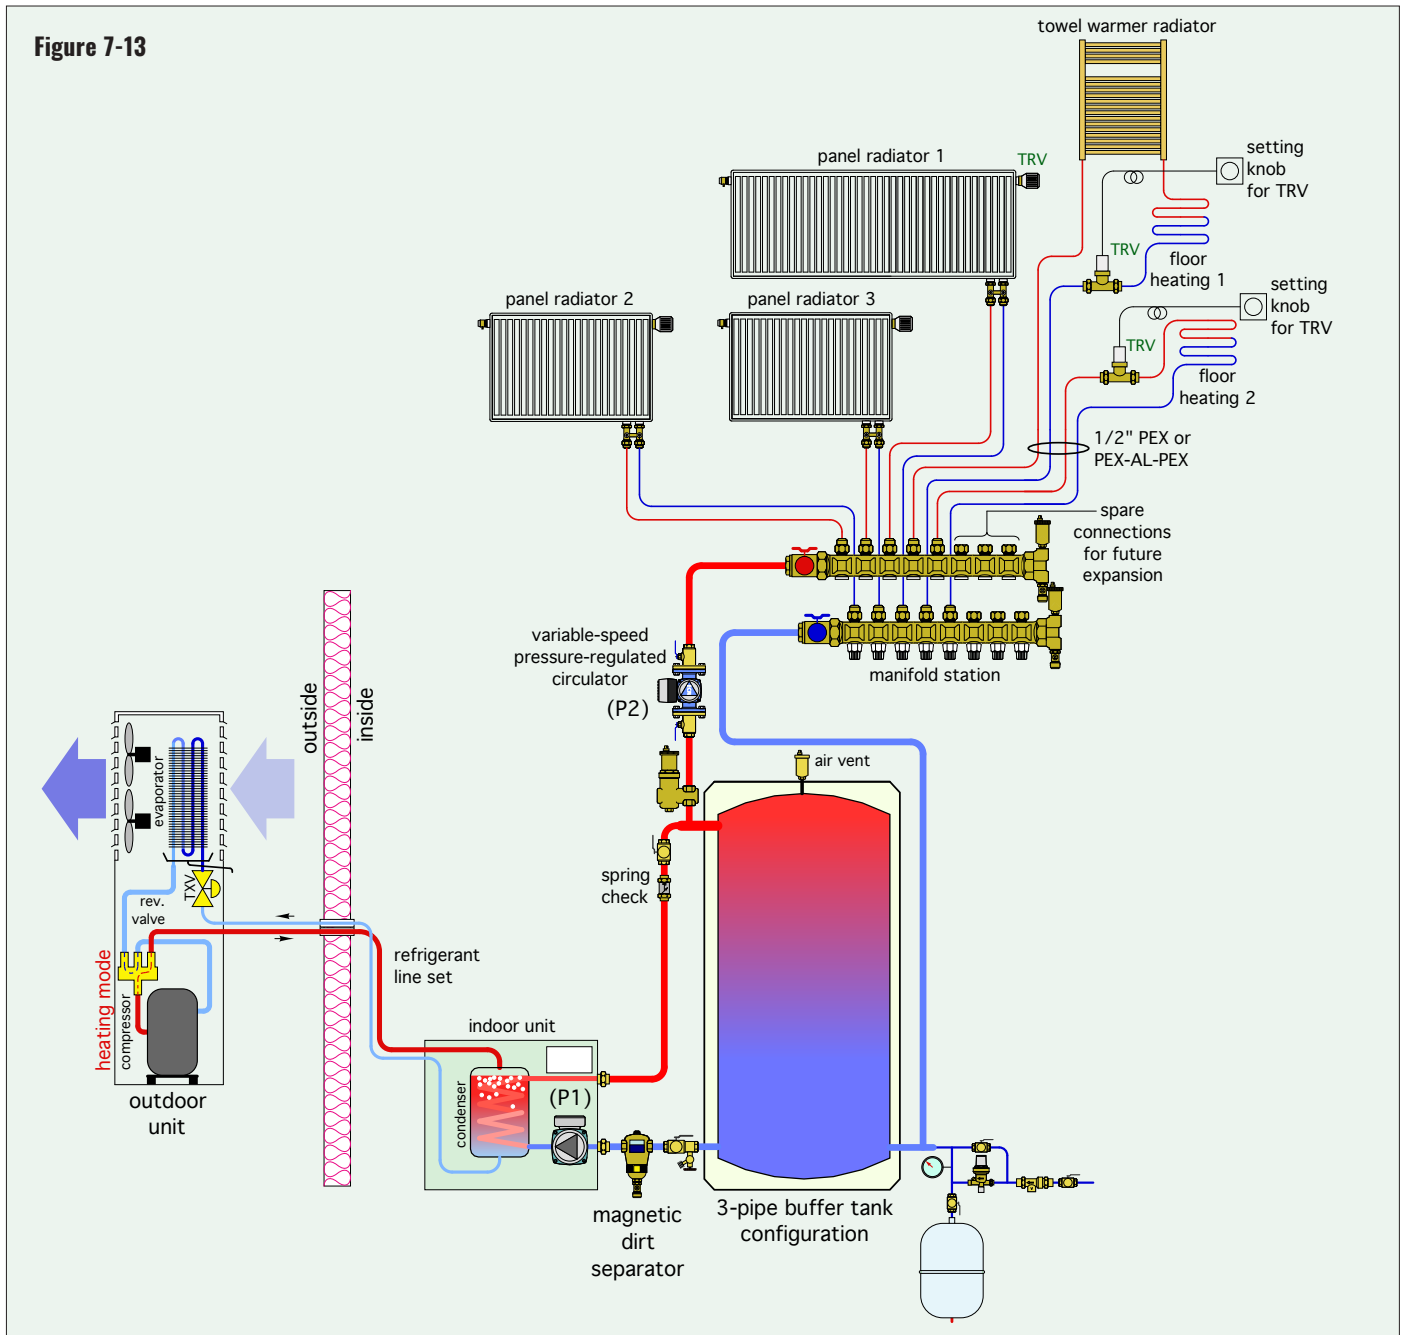 Figure 7-13
towel warmer radiator
panel radiator 1
TRV
setting
knob
for TRV
TRV
floor
heating 1
panel radiator 2
panel radiator 3
setting
knob
for TRV
TRV
floor
heating 2
1/2" PEX or
PEX-AL-PEX
spare
connections
for future
expansion
variable-speed
pressure-regulated
circulator
(P2)
manifold station
outside
inside
air vent
evaporator
TXV
rev.
valve
spring
check
refrigerant
line set
heating mode
compressor
indoor unit
condenser
(P1)
outdoor
unit
magnetic
dirt
separator
3-pipe buffer tank
configuration